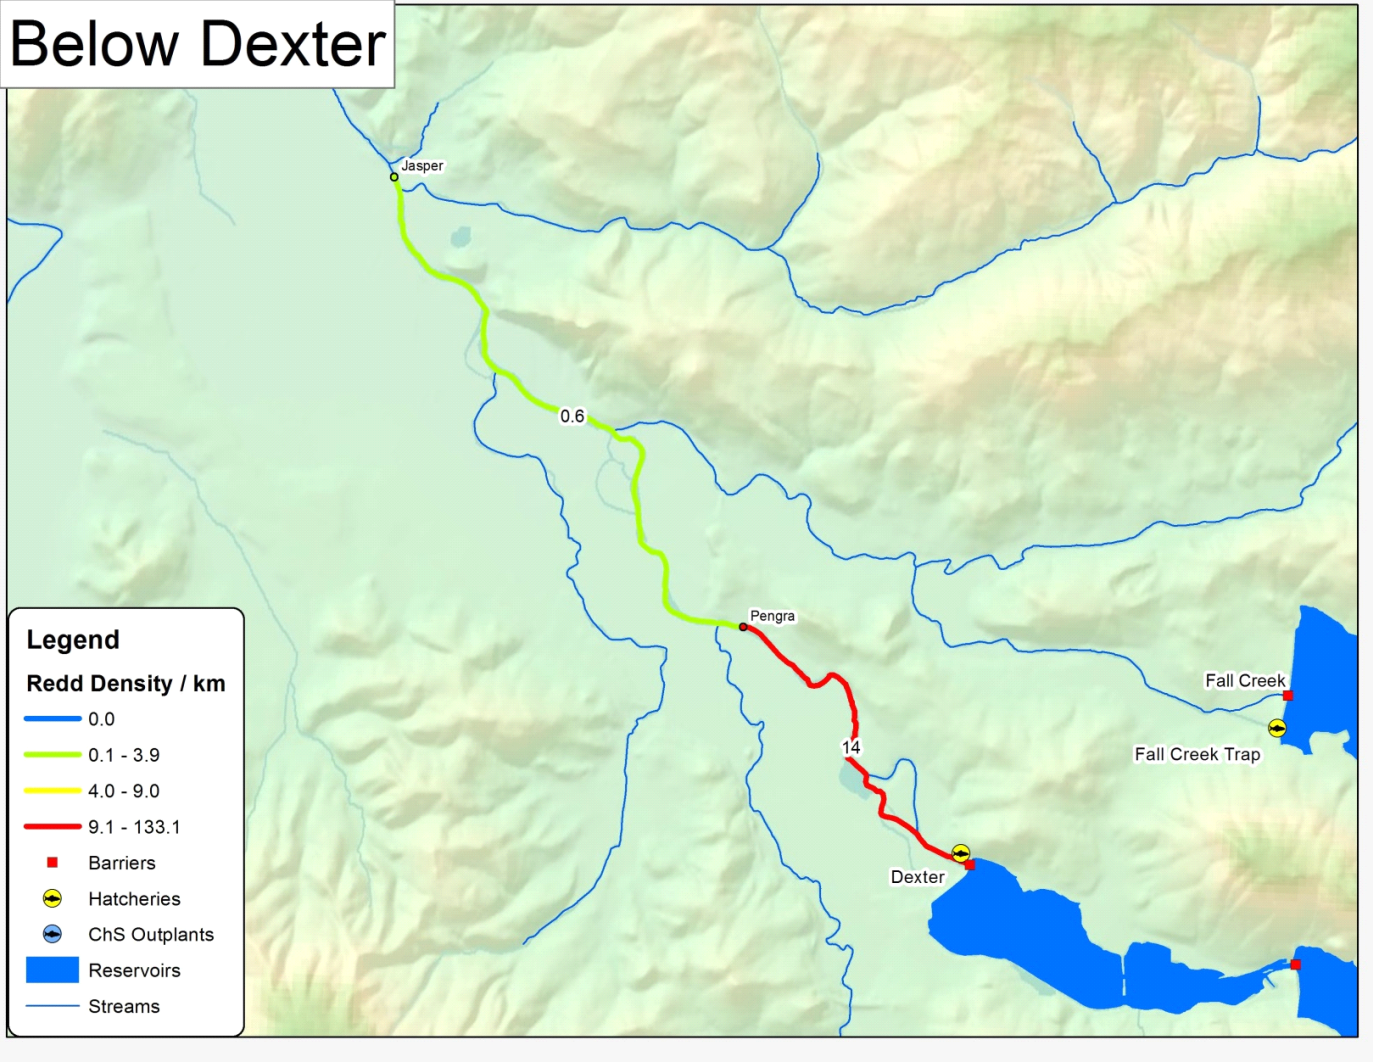 Below Dexter
Jasper
0.6
Pengra
Fall Creek
14
Fall Creek Trap
Dexter
Legend
Redd Density / km
0.0
0.1 - 3.9
4.0 - 9.0
9.1 - 133.1
Barriers
Hatcheries
ChS Outplants
Reservoirs
Streams